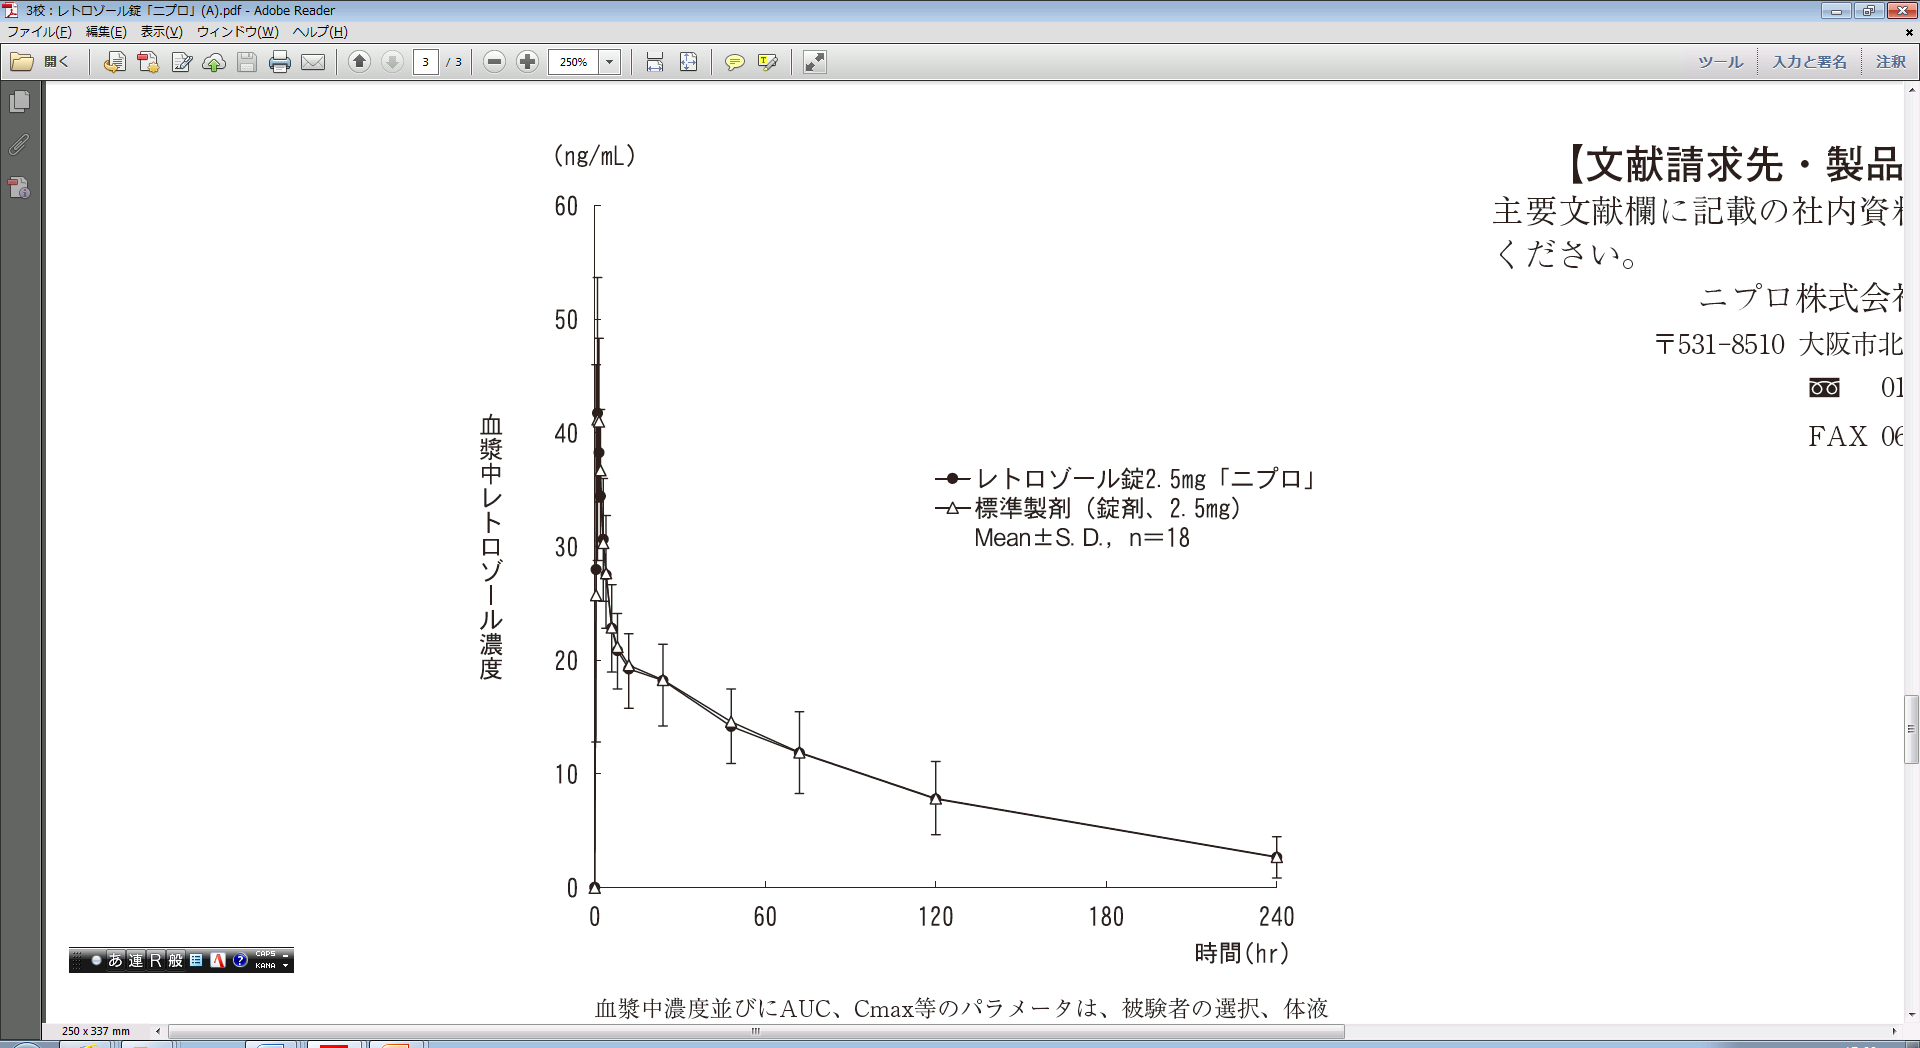 3校：レトロゾール錠「ニプロ」(A).pdf - Adobe Reader
ファイル(F) 編集(E) 表示(V) ウィンドウ(W) ヘルプ(H)
開く 3 / 3 250% ツール 入力と署名 注釈
(ng/mL)
60
50
40
30
20
10
0
血漿中レトロゾール濃度
レトロゾール錠2.5mg「ニプロ」
標準製剤（錠剤、2.5mg）
Mean±S.D., n=18
0 60 120 180 240
時間(hr)
血漿中濃度並びにAUC、Cmax等のパラメータは、被験者の選択、体液
【文献請求先・製品
主要文献欄に記載の社内資料
ください。
ニプロ株式会社
〒531-8510 大阪市北
01
FAX 06
あ 連 R 般 CAPS
KANA
250 x 337 mm